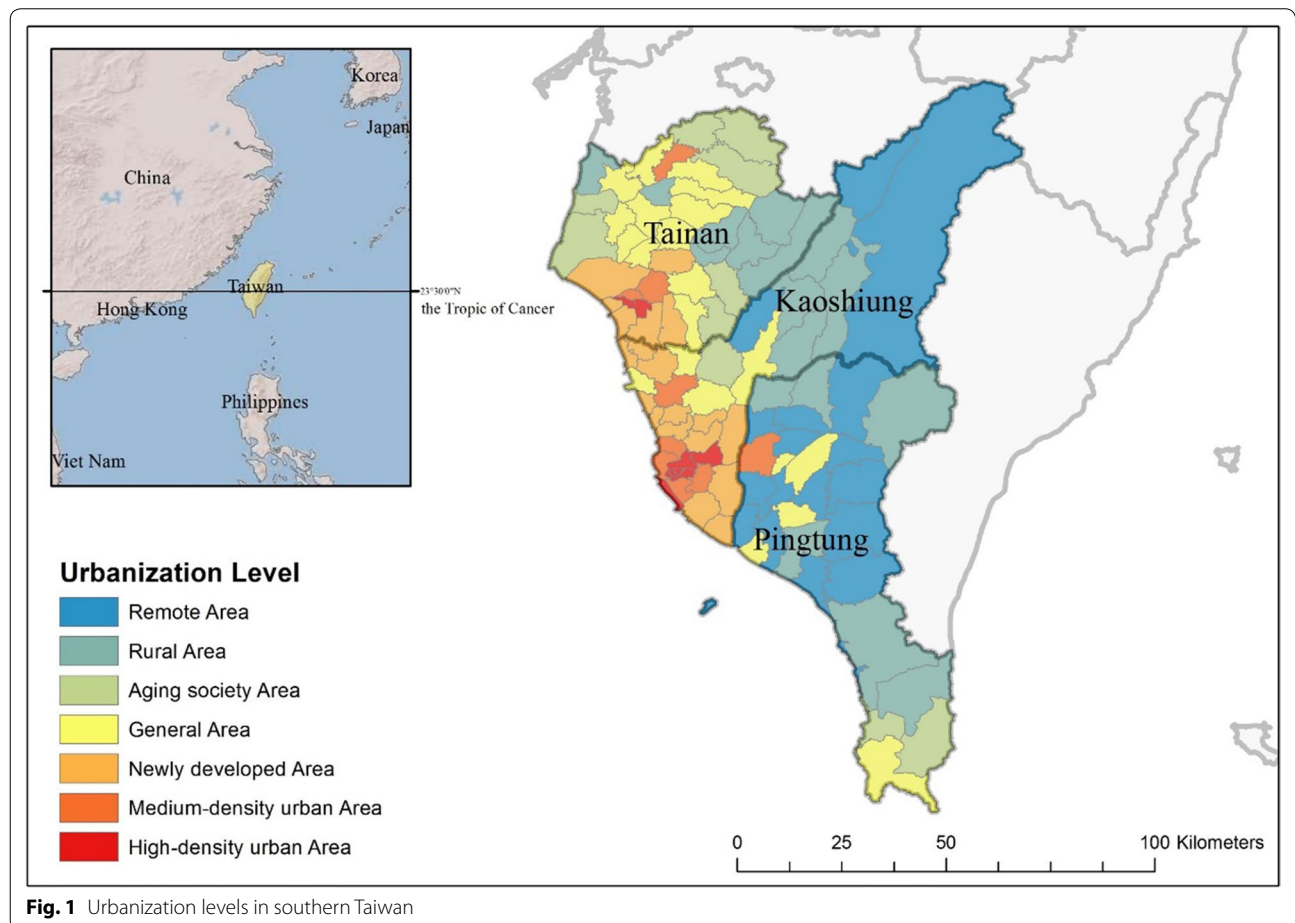 Korea
Japan
China
Taiwan
Hong Kong
23°30'0"N
the Tropic of Cancer
Philippines
Viet Nam
Tainan
Kaoshiung
Pingtung
Urbanization Level
Remote Area
Rural Area
Aging society Area
General Area
Newly developed Area
Medium-density urban Area
High-density urban Area
0 25 50 100 Kilometers
Fig. 1 Urbanization levels in southern Taiwan